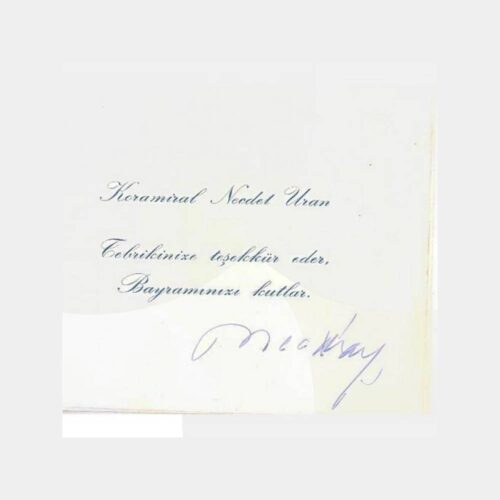 Koramiral Necdet Uran
Tebrikinize teşekkür eder,
Bayramınızı kutlar.